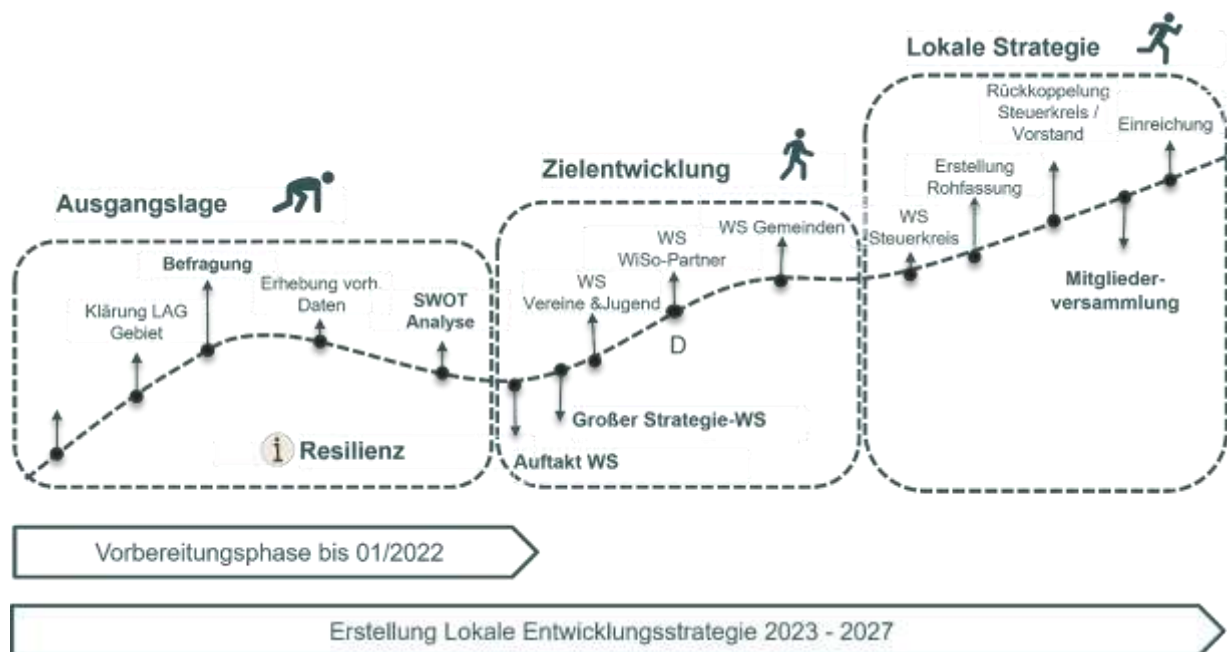 Lokale Strategie
Rückkoppelung
Steuerkreis /
Vorstand
Einreichung
Zielentwicklung
Erstellung
Rohfassung
Ausgangslage
WS
WiSo-Partner
WS Gemeinden
WS
Steuerkreis
Befragung
Erhebung vorh.
Daten
Klärung LAG
Gebiet
SWOT
Analyse
WS
Vereine &Jugend
Mitglieder-
versammlung
D
Großer Strategie-WS
i Resilienz
Auftakt WS
Vorbereitungsphase bis 01/2022
Erstellung Lokale Entwicklungsstrategie 2023 - 2027